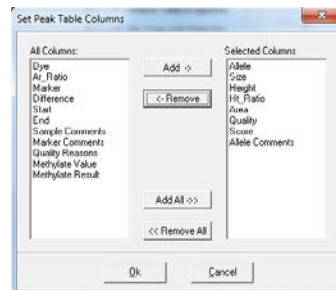 Set Peak Table Columns
All Columns:
Dye
Ar_Ratio
Marker
Difference
Start
End
Sample Comments
Marker Comments
Quality Reasons
Methylate Value
Methylate Result
Add ->
<- Remove
Add All ->>
<< Remove All
Selected Columns
Allele
Size
Height
Ht_Ratio
Area
Quality
Score
Allele Comments
Ok
Cancel